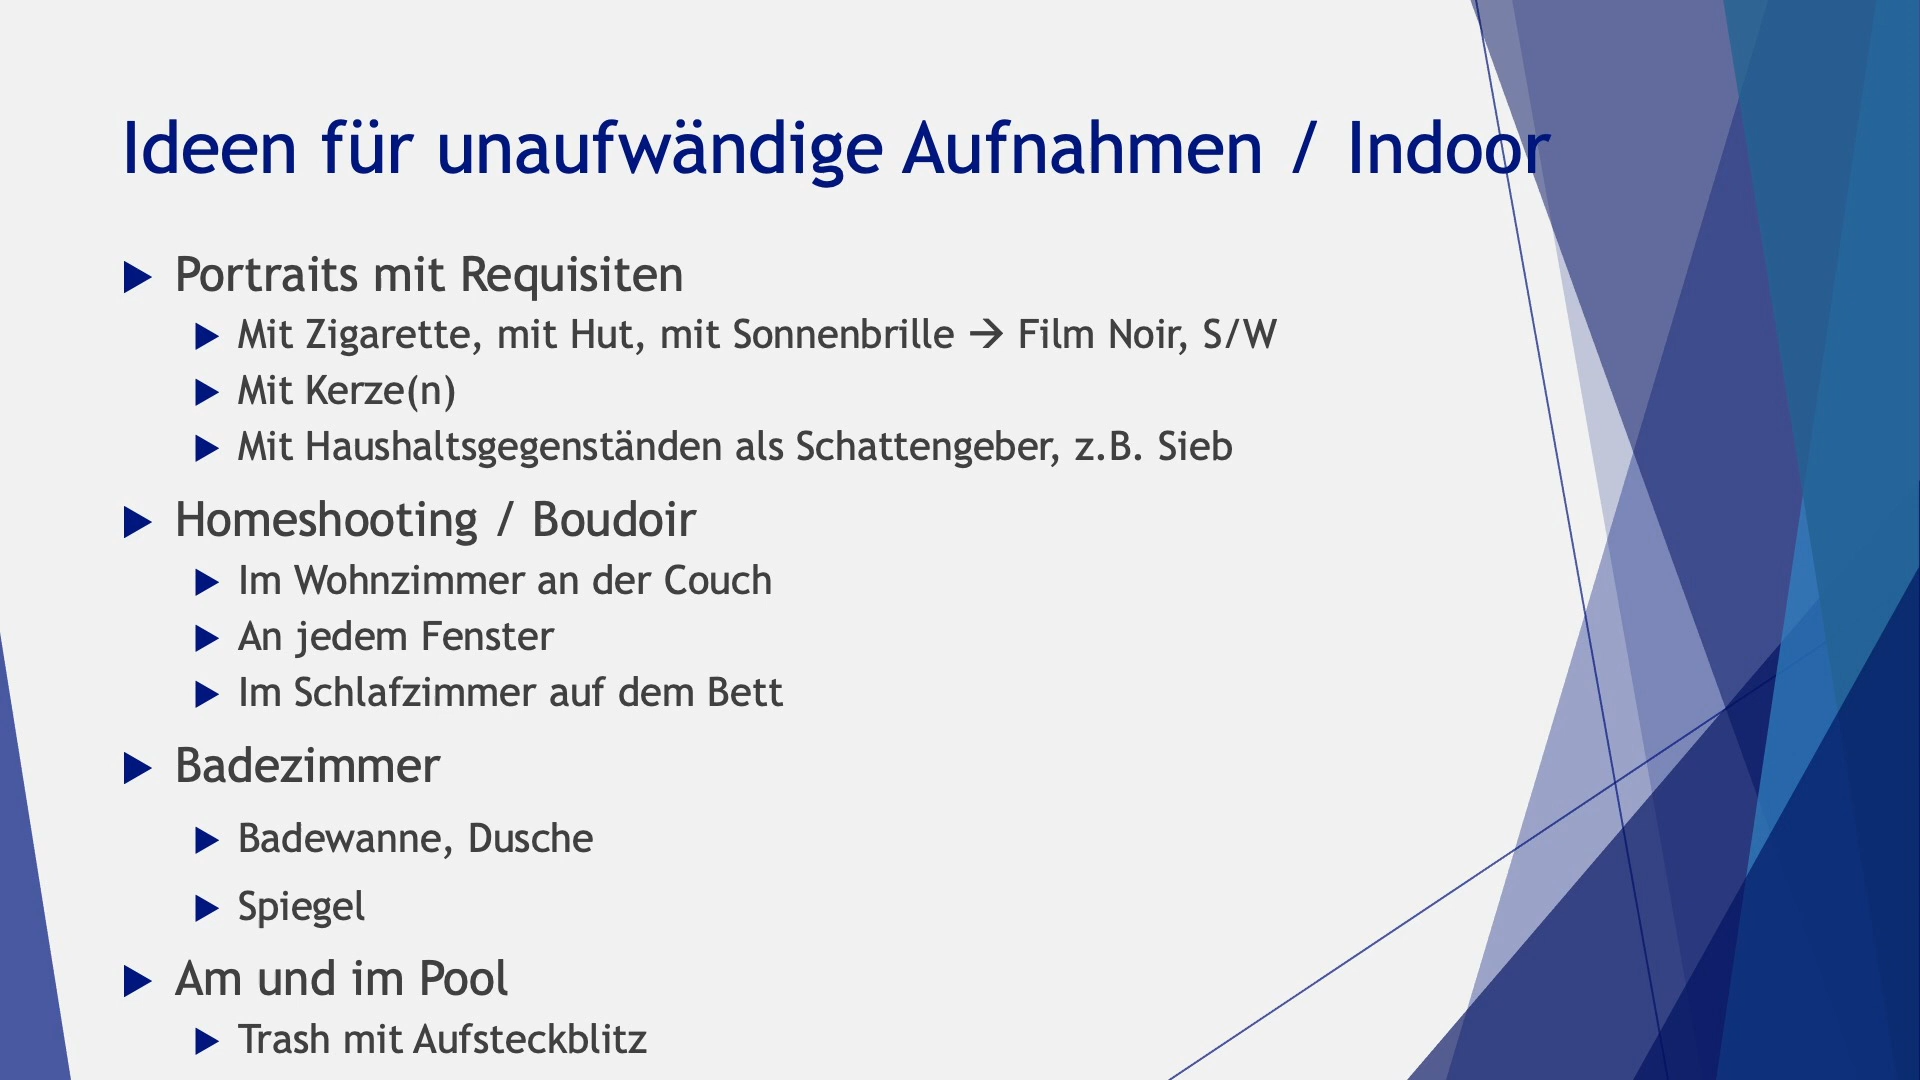 Ideen für unaufwändige Aufnahmen / Indoor
Portraits mit Requisiten
Mit Zigarette, mit Hut, mit Sonnenbrille → Film Noir, S/W
Mit Kerze(n)
Mit Haushaltsgegenständen als Schattengeber, z.B. Sieb
Homeshooting / Boudoir
Im Wohnzimmer an der Couch
An jedem Fenster
Im Schlafzimmer auf dem Bett
Badezimmer
Badewanne, Dusche
Spiegel
Am und im Pool
Trash mit Aufsteckblitz